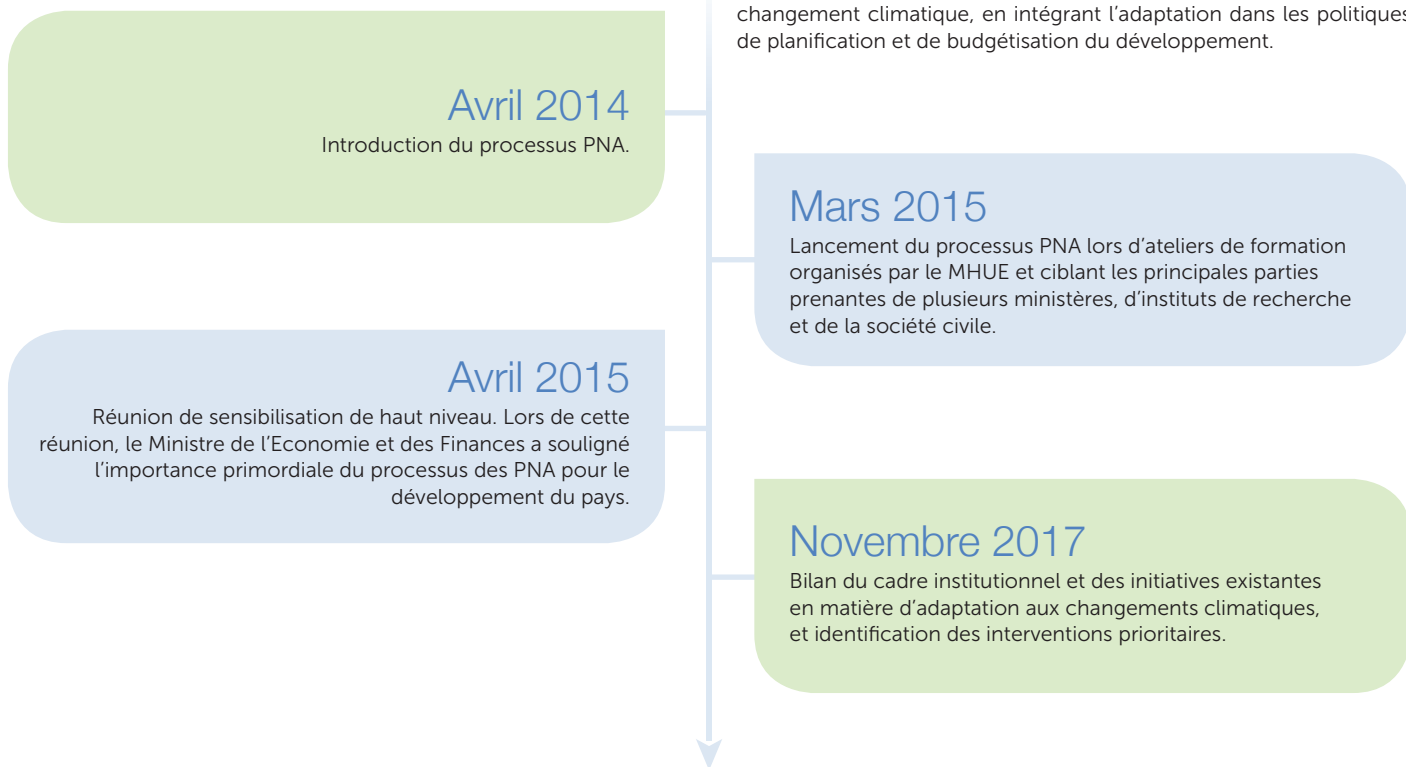 changement climatique, en intégrant l’adaptation dans les politiques
de planification et de budgétisation du développement.
Avril 2014
Introduction du processus PNA.
Mars 2015
Lancement du processus PNA lors d’ateliers de formation
organisés par le MHUE et ciblant les principales parties
prenantes de plusieurs ministères, d’instituts de recherche
et de la société civile.
Avril 2015
Réunion de sensibilisation de haut niveau. Lors de cette
réunion, le Ministre de l’Economie et des Finances a souligné
l’importance primordiale du processus des PNA pour le
développement du pays.
Novembre 2017
Bilan du cadre institutionnel et des initiatives existantes
en matière d’adaptation aux changements climatiques,
et identification des interventions prioritaires.